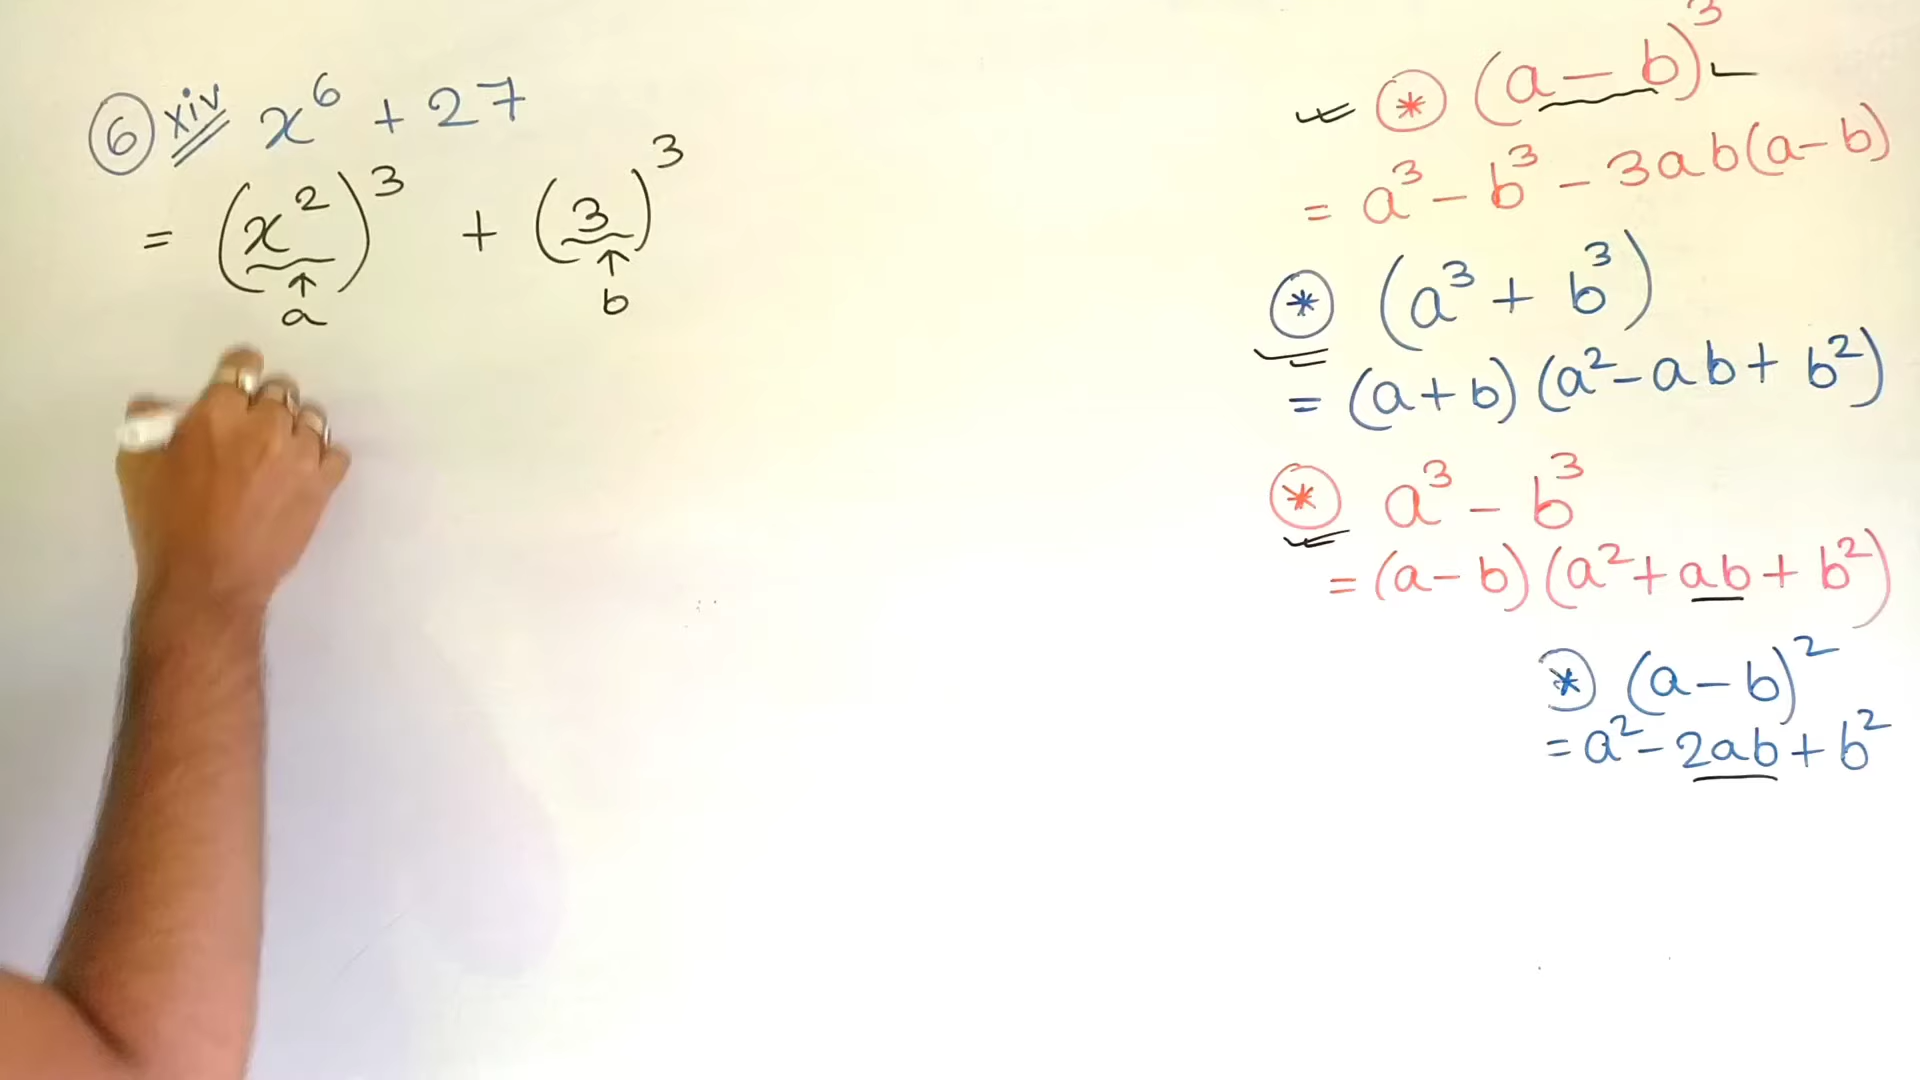 6 xiv x⁶ + 27
= (x²)³ + (3)³
↑ ↑
a b
* (a - b)³
= a³ - b³ - 3ab(a - b)
* (a³ + b³)
= (a + b) (a² - ab + b²)
* a³ - b³
= (a - b) (a² + ab + b²)
* (a - b)²
= a² - 2ab + b²